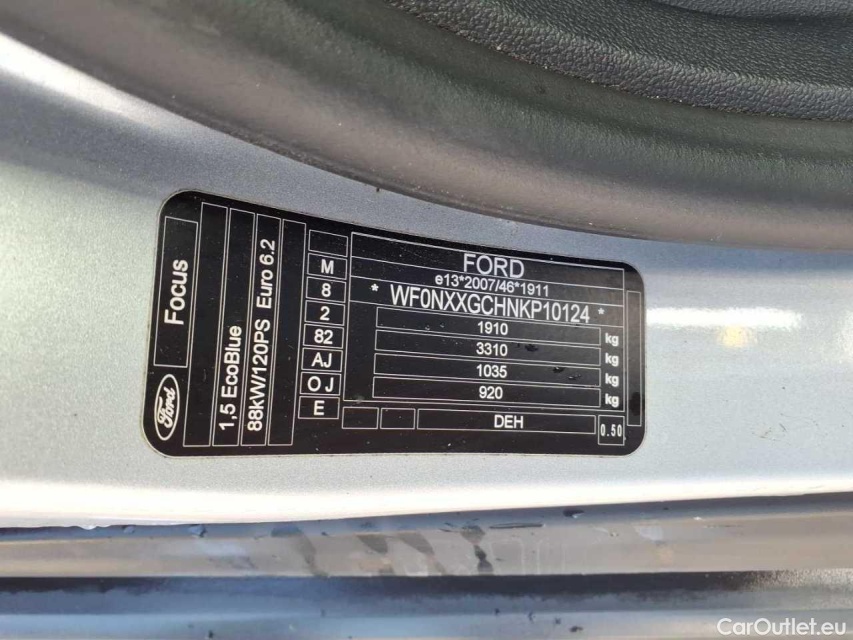 FORD
e13*2007/46*1911
* WF0NXXGCHNKP10124 *
1910 kg
3310 kg
1035 kg
920 kg
DEH
0.50
M
8
2
82
AJ
OJ
E
Focus
Ford
1,5 EcoBlue
88kW/120PS Euro 6.2
CarOutlet.eu